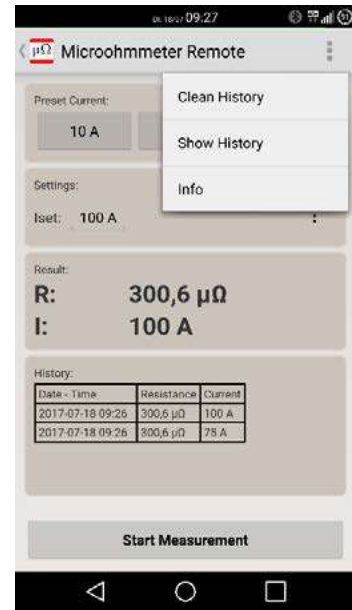 09:27
µΩ Microohmmeter Remote
Clean History
Show History
Info
Preset Current:
10 A
Settings:
Iset: 100 A
Result:
R: 300,6 µΩ
I: 100 A
History:
Date - Time Resistance Current
2017-07-18 09:26 300,6 µΩ 100 A
2017-07-18 09:26 300,6 µΩ 75 A
Start Measurement